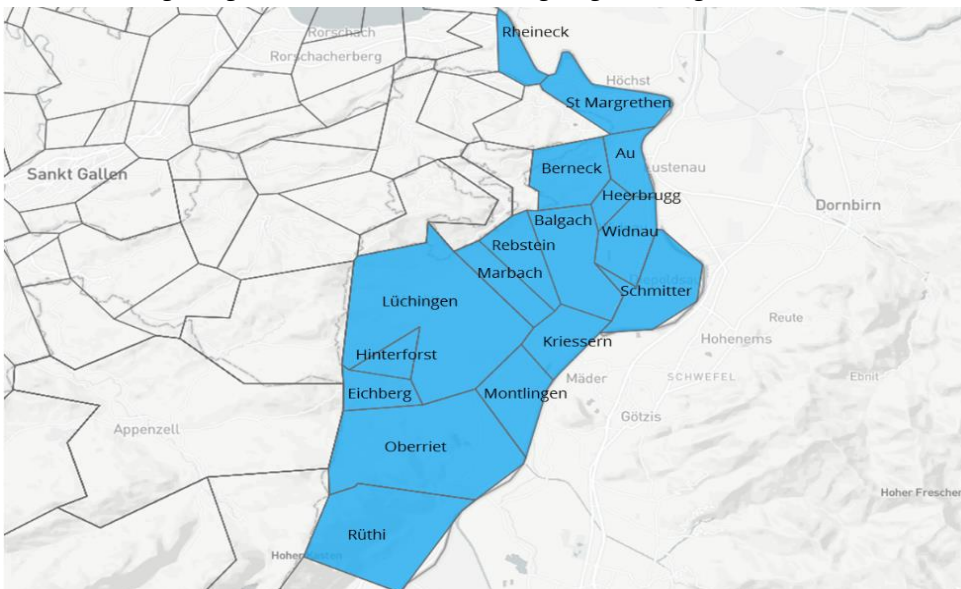 Rheineck
Rorschach
Rorschacherberg
Höchst
St Margrethen
Au
Lustenau
Berneck
Sankt Gallen
Heerbrugg
Dornbirn
Balgach
Widnau
Rebstein
Marbach
Schmitter
Lüchingen
Reute
Kriessern
Hohenems
Hinterforst
Mäder
SCHWEFEL
Ebnit
Eichberg
Montlingen
Götzis
Appenzell
Oberriet
Hoher Freschen
Rüthi